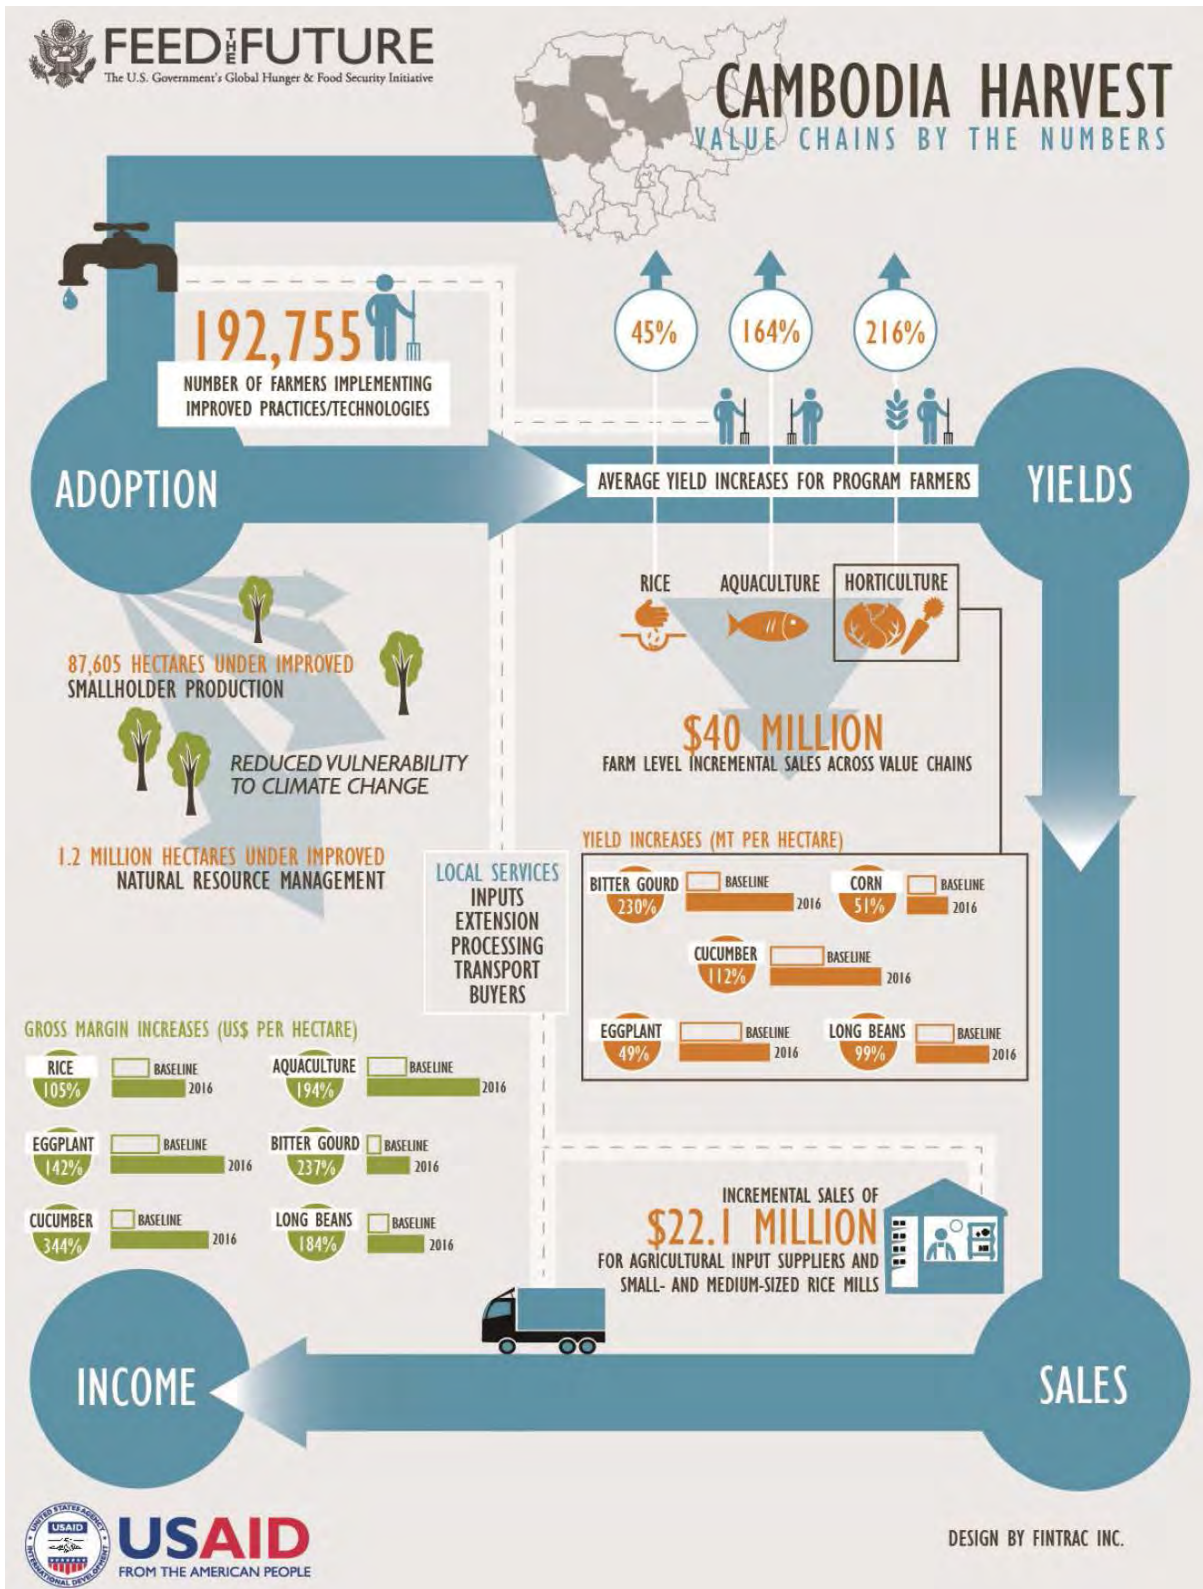 FEED THE FUTURE
The U.S. Government's Global Hunger & Food Security Initiative
CAMBODIA HARVEST
VALUE CHAINS BY THE NUMBERS
192,755
NUMBER OF FARMERS IMPLEMENTING
IMPROVED PRACTICES/TECHNOLOGIES
45% 164% 216%
ADOPTION
AVERAGE YIELD INCREASES FOR PROGRAM FARMERS
YIELDS
RICE AQUACULTURE HORTICULTURE
87,605 HECTARES UNDER IMPROVED
SMALLHOLDER PRODUCTION
REDUCED VULNERABILITY
TO CLIMATE CHANGE
1.2 MILLION HECTARES UNDER IMPROVED
NATURAL RESOURCE MANAGEMENT
$40 MILLION
FARM LEVEL INCREMENTAL SALES ACROSS VALUE CHAINS
LOCAL SERVICES
INPUTS
EXTENSION
PROCESSING
TRANSPORT
BUYERS
YIELD INCREASES (MT PER HECTARE)
BITTER GOURD BASELINE
230% 2016
CORN BASELINE
51% 2016
CUCUMBER BASELINE
112% 2016
EGGPLANT BASELINE
49% 2016
LONG BEANS BASELINE
99% 2016
GROSS MARGIN INCREASES (US$ PER HECTARE)
RICE BASELINE
105% 2016
AQUACULTURE BASELINE
194% 2016
EGGPLANT BASELINE
142% 2016
BITTER GOURD BASELINE
237% 2016
CUCUMBER BASELINE
344% 2016
LONG BEANS BASELINE
184% 2016
INCREMENTAL SALES OF
$22.1 MILLION
FOR AGRICULTURAL INPUT SUPPLIERS AND
SMALL- AND MEDIUM-SIZED RICE MILLS
INCOME
SALES
UNITED STATES AGENCY
USAID
INTERNATIONAL DEVELOPMENT
USAID
FROM THE AMERICAN PEOPLE
DESIGN BY FINTRAC INC.